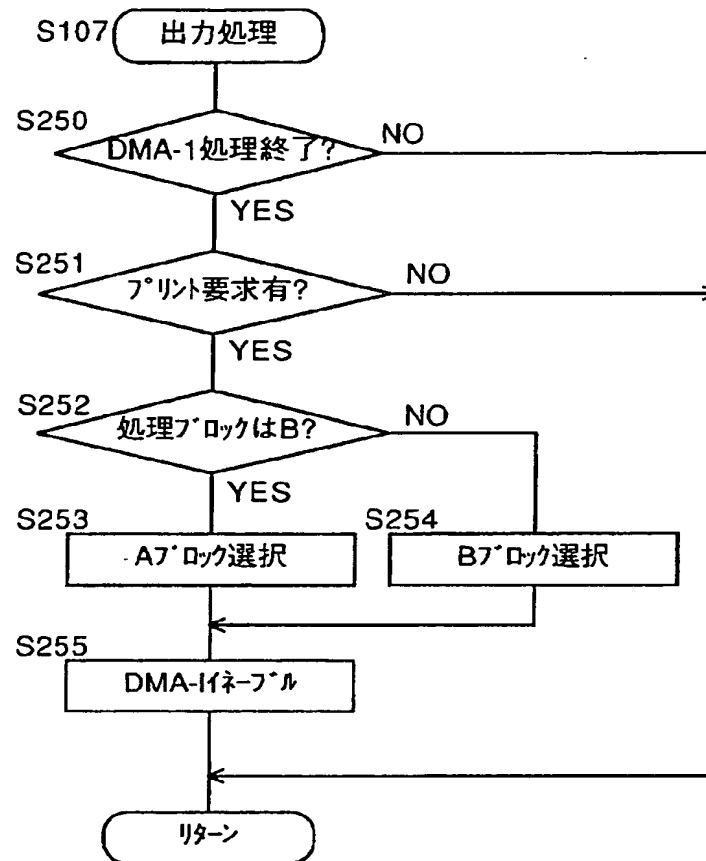 S107 出力処理
S250
DMA-1処理終了?
NO
YES
S251
プリント要求有?
NO
YES
S252
処理ブロックはB?
NO
YES
S253
Aブロック選択
S254
Bブロック選択
S255
DMA-Iイネーブル
リターン